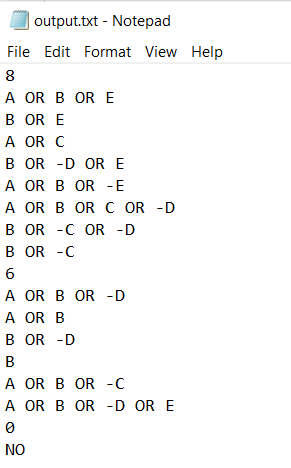 output.txt - Notepad
File Edit Format View Help
8
A OR B OR E
B OR E
A OR C
B OR -D OR E
A OR B OR -E
A OR B OR C OR -D
B OR -C OR -D
B OR -C
6
A OR B OR -D
A OR B
B OR -D
B
A OR B OR -C
A OR B OR -D OR E
0
NO